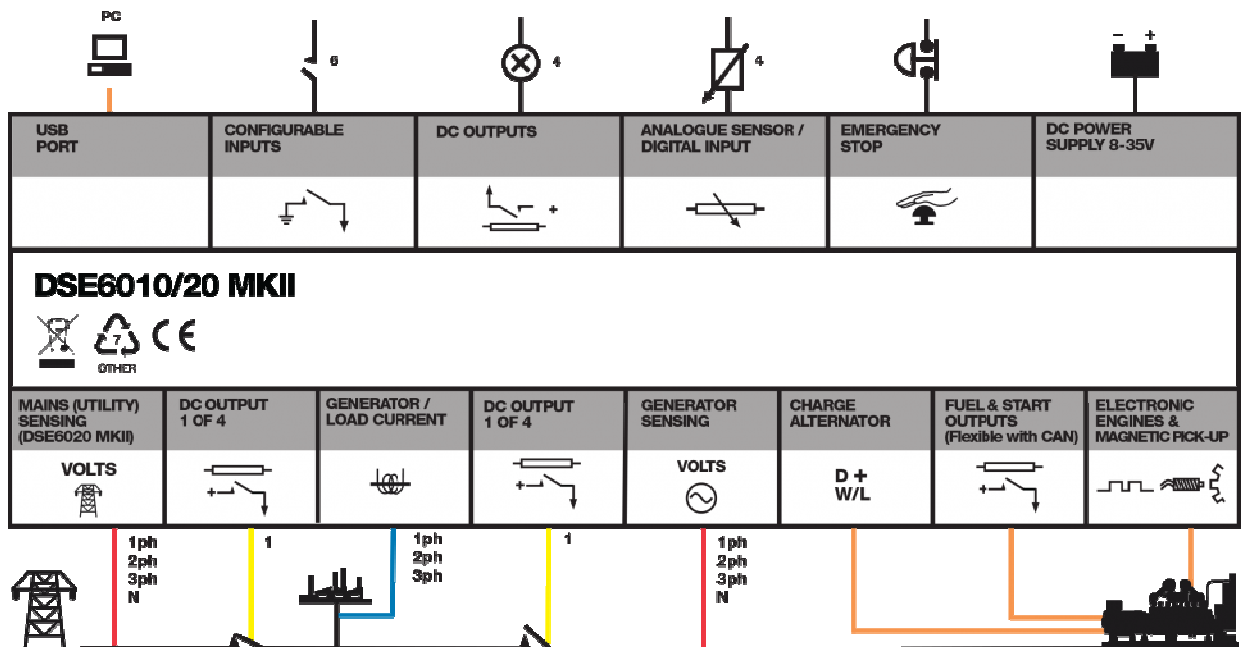 PC
6
4
4
- +
USB
PORT
CONFIGURABLE
INPUTS
DC OUTPUTS
ANALOGUE SENSOR /
DIGITAL INPUT
EMERGENCY
STOP
DC POWER
SUPPLY 8-35V
+
DSE6010/20 MKII
7
OTHER
CE
MAINS (UTILITY)
SENSING
(DSE6020 MKII)
VOLTS
DC OUTPUT
1 OF 4
+
GENERATOR /
LOAD CURRENT
DC OUTPUT
1 OF 4
+
GENERATOR
SENSING
VOLTS
CHARGE
ALTERNATOR
D +
W/L
FUEL & START
OUTPUTS
(Flexible with CAN)
+
ELECTRONIC
ENGINES &
MAGNETIC PICK-UP
1ph
2ph
3ph
N
1
1ph
2ph
3ph
1
1ph
2ph
3ph
N